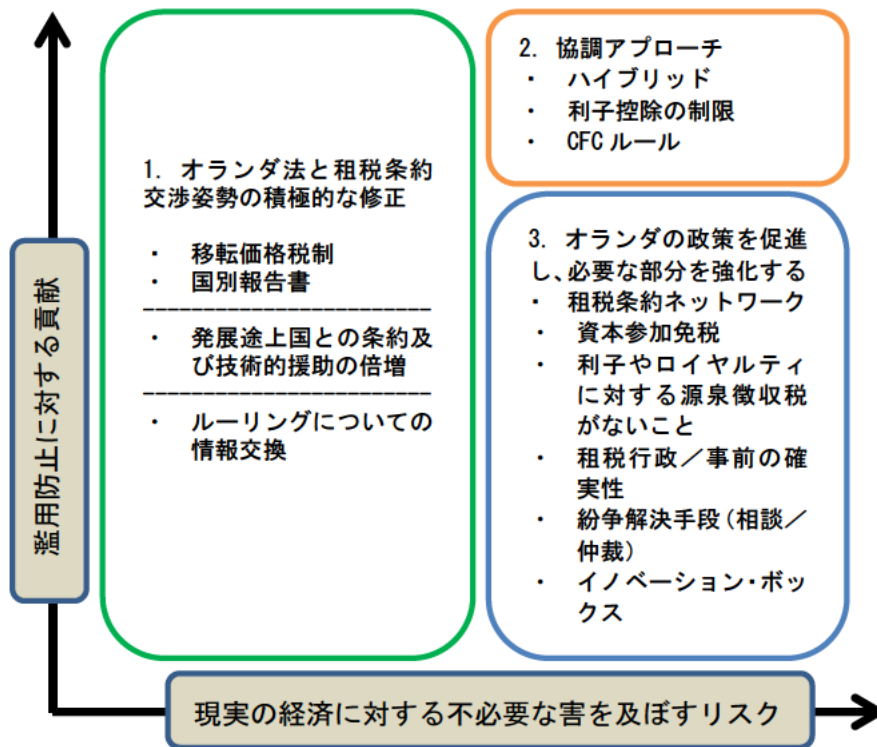 濫用防止に対する貢献
1. オランダ法と租税条約
交渉姿勢の積極的な修正
・ 移転価格税制
・ 国別報告書
--------------------------
・ 発展途上国との条約及
び技術的援助の倍増
--------------------------
・ ルーリングについての
情報交換
2. 協調アプローチ
・ ハイブリッド
・ 利子控除の制限
・ CFC ルール
3. オランダの政策を促進
し、必要な部分を強化する
・ 租税条約ネットワーク
・ 資本参加免税
・ 利子やロイヤルティ
に対する源泉徴収税
がないこと
・ 租税行政／事前の確
実性
・ 紛争解決手段(相談／
仲裁)
・ イノベーション・ボッ
クス
現実の経済に対する不必要な害を及ぼすリスク